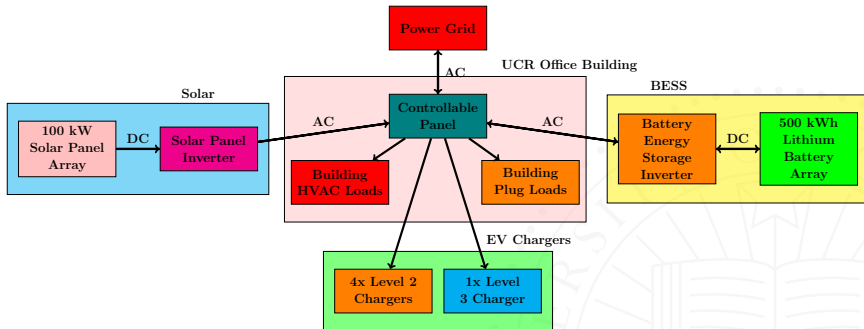 Power Grid
AC
UCR Office Building
Solar
BESS
AC
Controllable
Panel
AC
100 kW
Solar Panel
Array
DC
Solar Panel
Inverter
Battery
Energy
Storage
Inverter
DC
500 kWh
Lithium
Battery
Array
Building
HVAC Loads
Building
Plug Loads
EV Chargers
4x Level 2
Chargers
1x Level
3 Charger